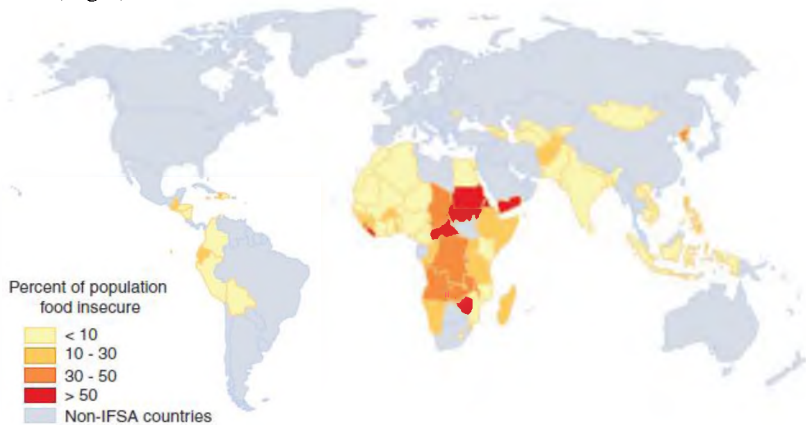 Percent of population
food insecure
< 10
10 - 30
30 - 50
> 50
Non-IFSA countries